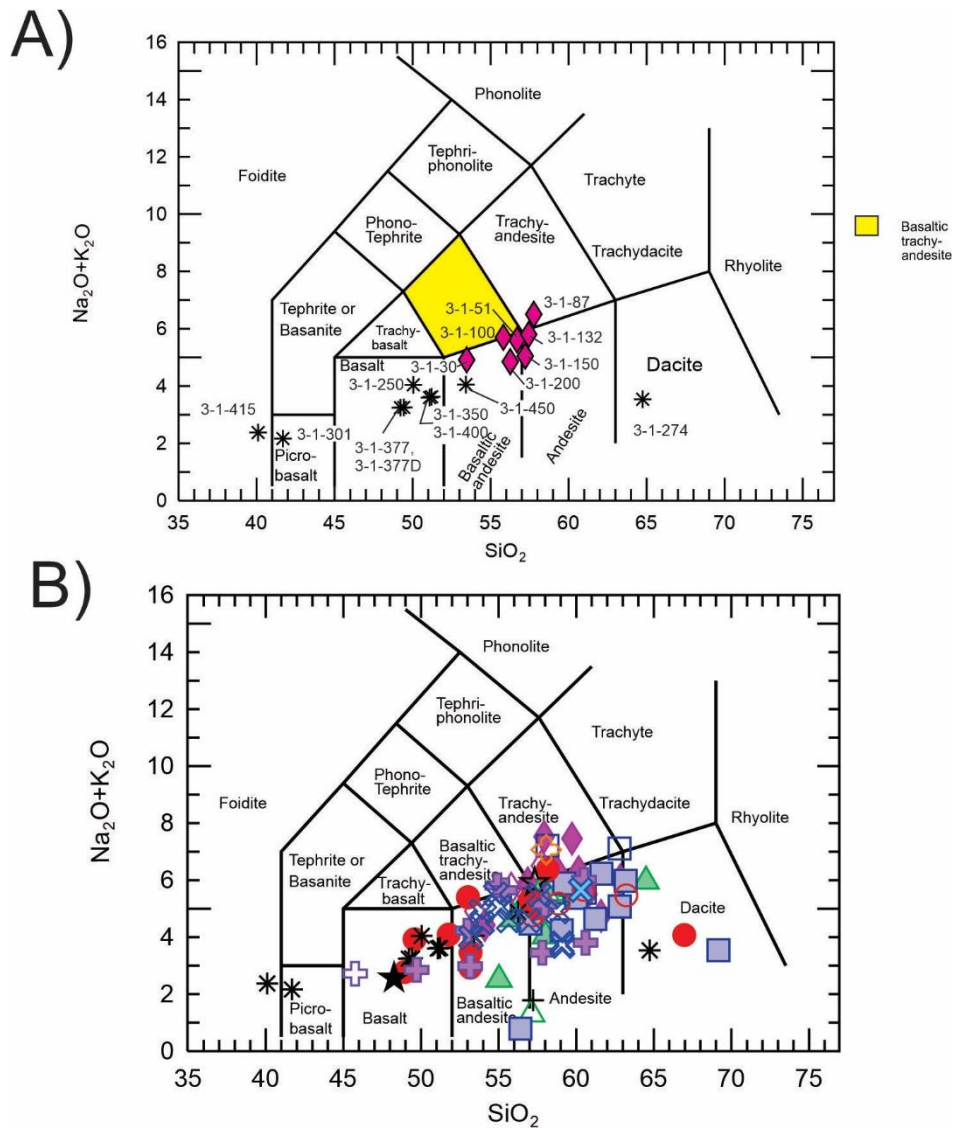 A)
16
14
12
10
8
6
4
2
0
Na2O+K2O
Phonolite
Tephri-
phonolite
Foidite
Trachyte
Phono-
Tephrite
Trachy-
andesite
Trachydacite
Basaltic
trachy-
andesite
Rhyolite
Tephrite or
Basanite
Trachy-
basalt
3-1-51
3-1-87
3-1-100
3-1-132
Basalt
3-1-30
3-1-150
Dacite
3-1-250
3-1-200
3-1-415
3-1-301
3-1-350
3-1-450
3-1-400
3-1-274
3-1-377,
3-1-377D
Picro-
basalt
Basaltic
andesite
Andesite
35 40 45 50 55 60 65 70 75
SiO2
B)
16
14
12
10
8
6
4
2
0
Na2O+K2O
Phonolite
Tephri-
phonolite
Foidite
Trachyte
Phono-
Tephrite
Trachy-
andesite
Trachydacite
Rhyolite
Tephrite or
Basanite
Basaltic
trachy-
andesite
Trachy-
basalt
Dacite
Picro-
basalt
Basalt
Basaltic
andesite
Andesite
35 40 45 50 55 60 65 70 75
SiO2